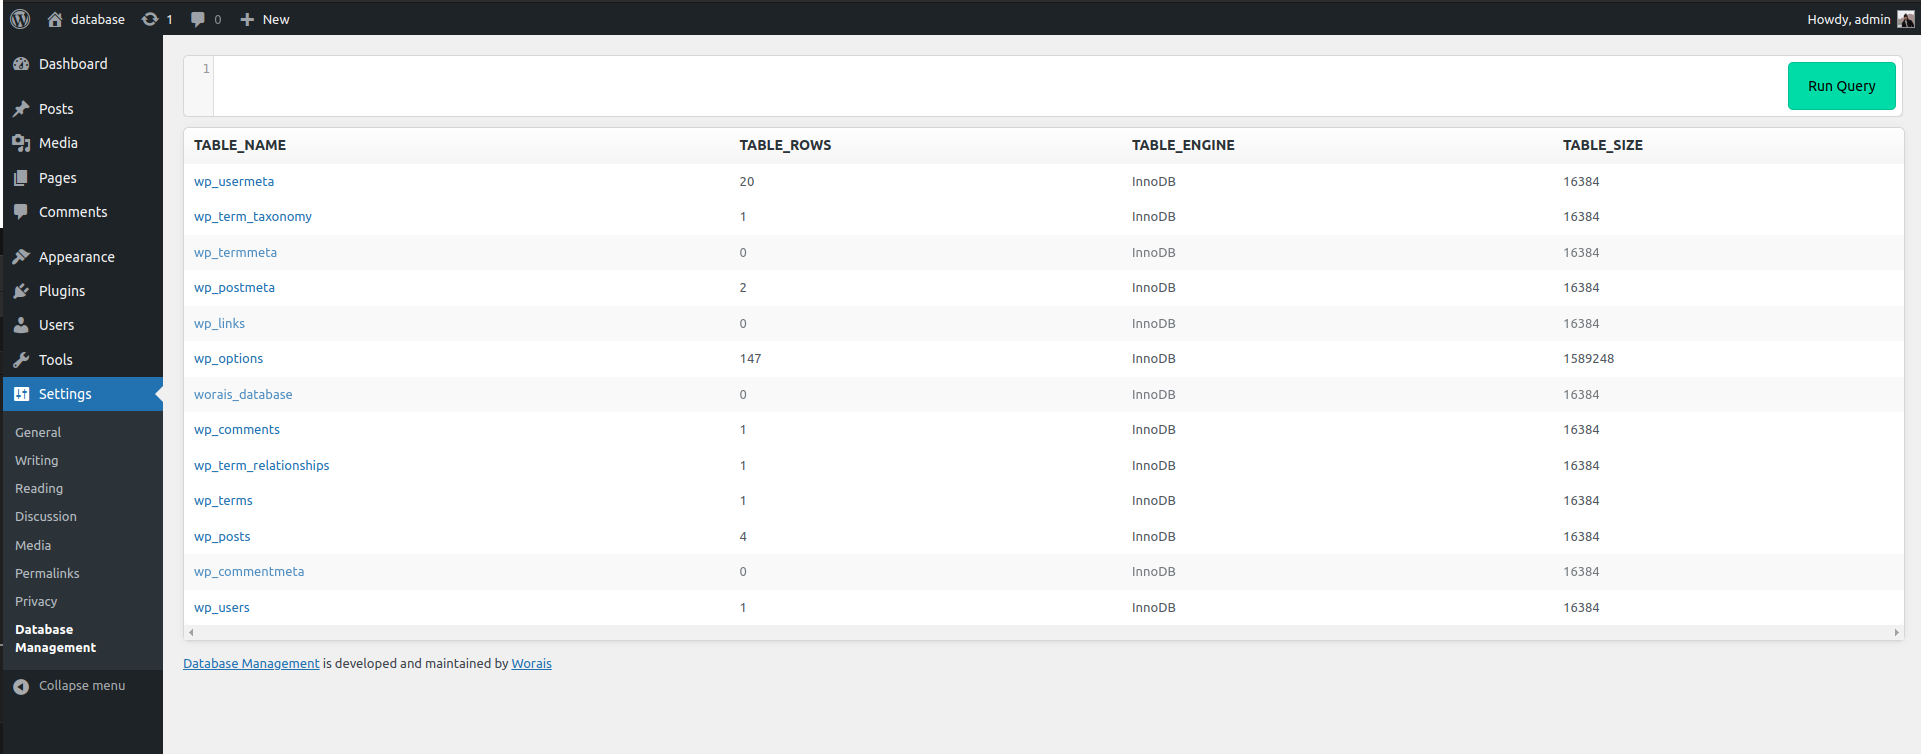 database 1 0 New Howdy, admin
Dashboard
Posts
Media
Pages
Comments
Appearance
Plugins
Users
Tools
Settings
General
Writing
Reading
Discussion
Media
Permalinks
Privacy
Database
Management
Collapse menu
1
Run Query
TABLE_NAME TABLE_ROWS TABLE_ENGINE TABLE_SIZE
wp_usermeta 20 InnoDB 16384
wp_term_taxonomy 1 InnoDB 16384
wp_termmeta 0 InnoDB 16384
wp_postmeta 2 InnoDB 16384
wp_links 0 InnoDB 16384
wp_options 147 InnoDB 1589248
worais_database 0 InnoDB 16384
wp_comments 1 InnoDB 16384
wp_term_relationships 1 InnoDB 16384
wp_terms 1 InnoDB 16384
wp_posts 4 InnoDB 16384
wp_commentmeta 0 InnoDB 16384
wp_users 1 InnoDB 16384
Database Management is developed and maintained by Worais